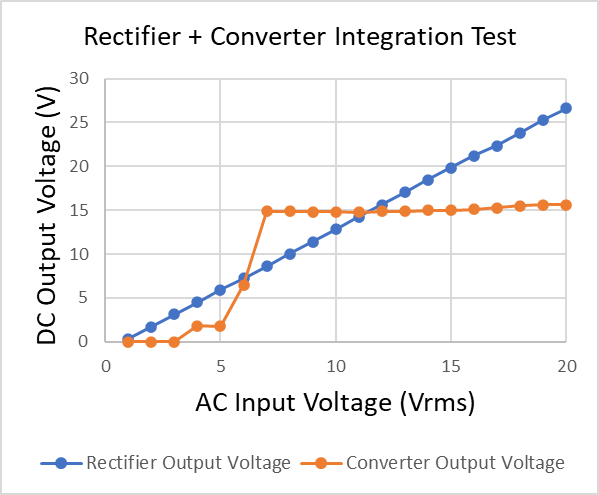 Rectifier + Converter Integration Test
DC Output Voltage (V)
30
25
20
15
10
5
0
0 5 10 15 20
AC Input Voltage (Vrms)
Rectifier Output Voltage Converter Output Voltage